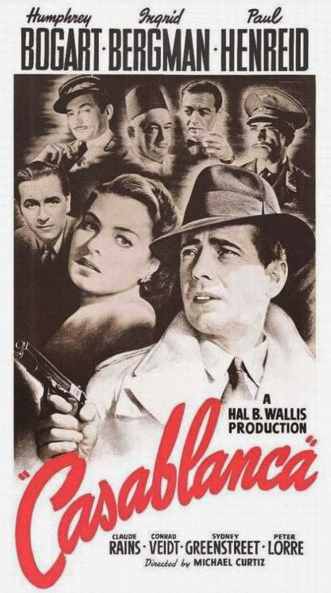 Humphrey Ingrid Paul
BOGART · BERGMAN · HENREID
A
HAL B. WALLIS
PRODUCTION
"Casablanca"
CLAUDE CONRAD SYDNEY PETER
RAINS · VEIDT · GREENSTREET · LORRE
Directed by MICHAEL CURTIZ